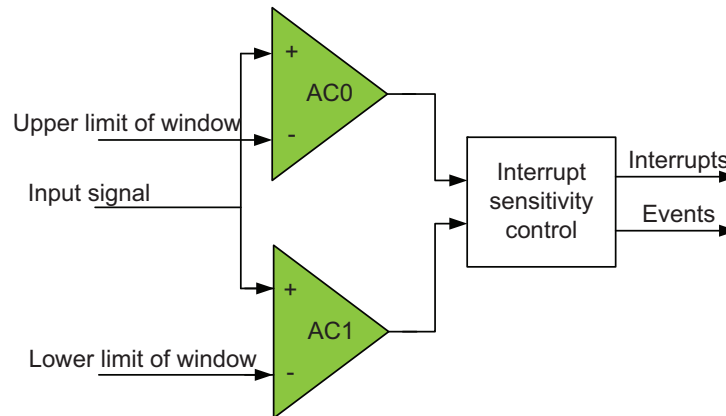 +
AC0
-
Upper limit of window
Input signal
Interrupt
sensitivity
control
Interrupts
Events
+
AC1
-
Lower limit of window